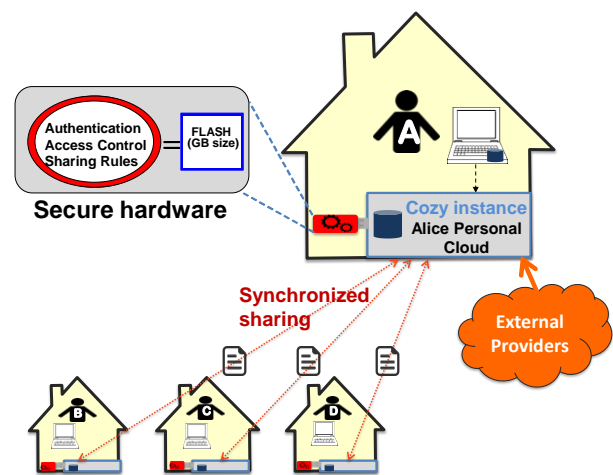 Authentication
Access Control
Sharing Rules
=
FLASH
(GB size)
Secure hardware
A
Cozy instance
Alice Personal
Cloud
Synchronized
sharing
External
Providers
B
C
D